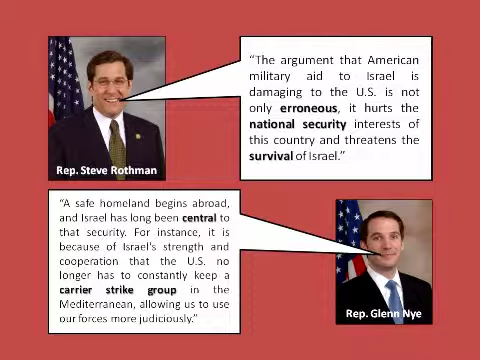 “The argument that American
military aid to Israel is
damaging to the U.S. is not
only erroneous, it hurts the
national security interests of
this country and threatens the
survival of Israel.”
Rep. Steve Rothman
“A safe homeland begins abroad,
and Israel has long been central to
that security. For instance, it is
because of Israel's strength and
cooperation that the U.S. no
longer has to constantly keep a
carrier strike group in the
Mediterranean, allowing us to use
our forces more judiciously.”
Rep. Glenn Nye